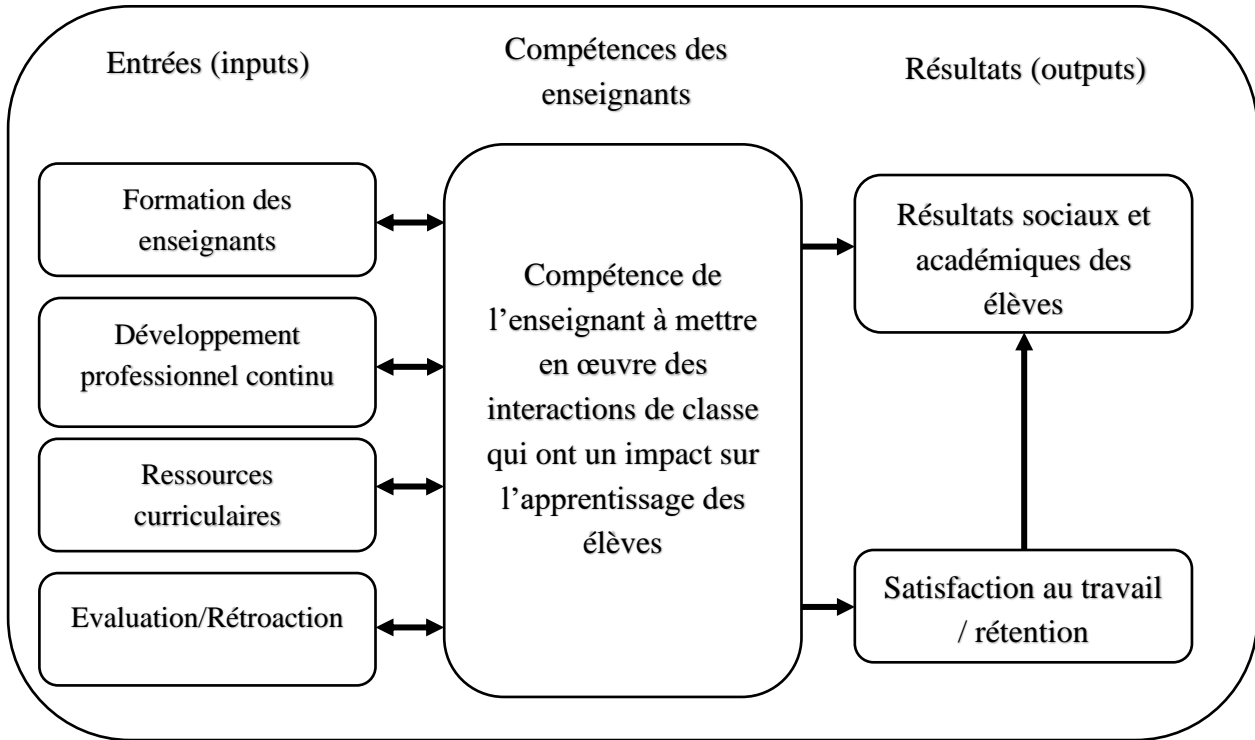 Entrées (inputs)
Compétences des
enseignants
Résultats (outputs)
Formation des
enseignants
Développement
professionnel continu
Ressources
curriculaires
Evaluation/Rétroaction
Compétence de
l’enseignant à mettre
en œuvre des
interactions de classe
qui ont un impact sur
l’apprentissage des
élèves
Résultats sociaux et
académiques des
élèves
Satisfaction au travail
/ rétention